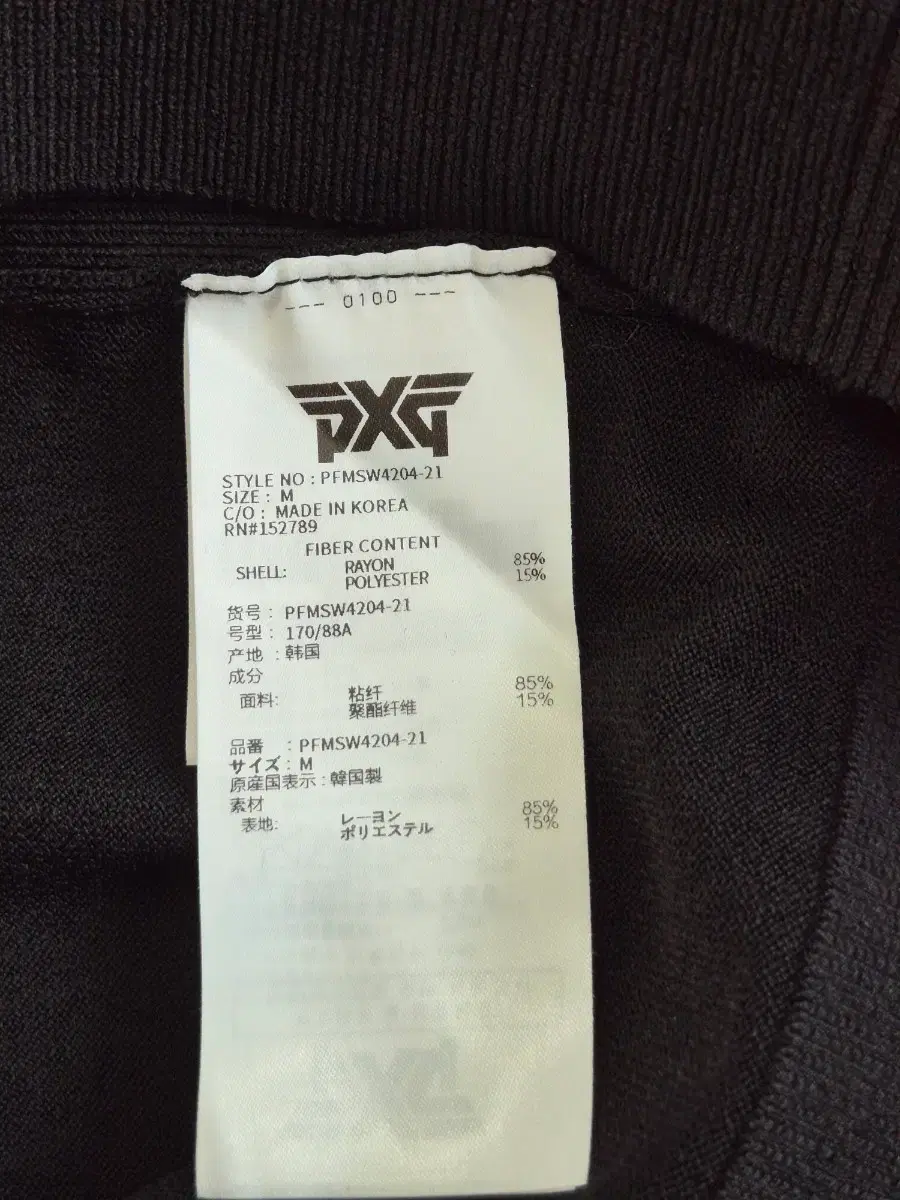 --- 0100 ---
PXG
STYLE NO : PFMSW4204-21
SIZE : M
C/O : MADE IN KOREA
RN#152789
FIBER CONTENT
SHELL: RAYON 85%
POLYESTER 15%
货号 : PFMSW4204-21
号型 : 170/88A
产地 : 韩国
成分
面料: 粘纤 85%
聚酯纤维 15%
品番 : PFMSW4204-21
サイズ : M
原産国表示 : 韓国製
素材
表地: レーヨン 85%
ポリエステル 15%